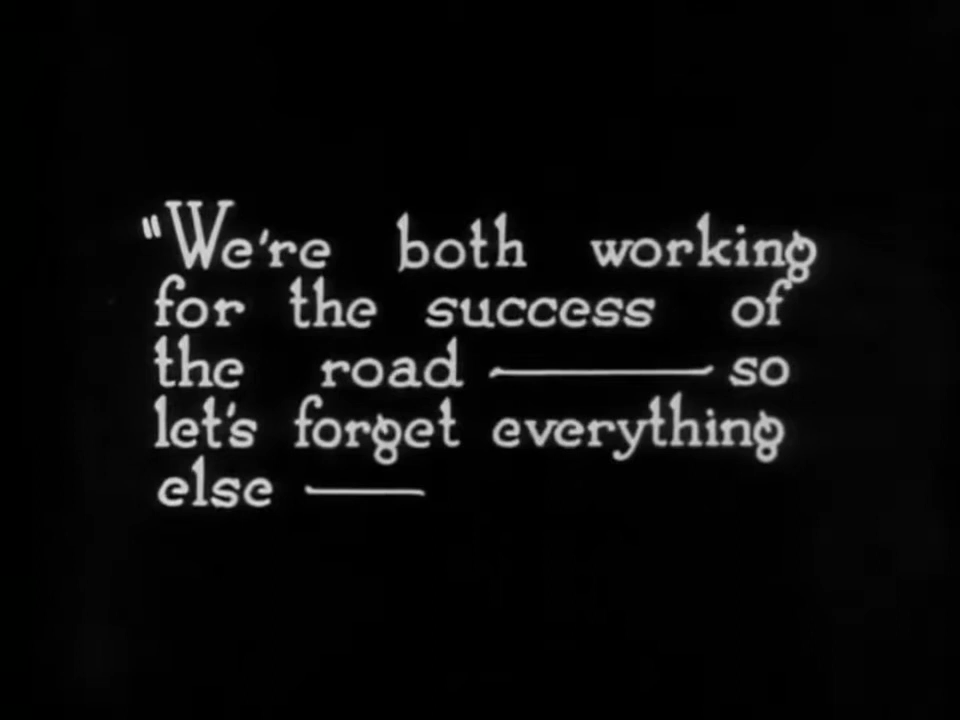 "We're both working
for the success of
the road —— so
let's forget everything
else —